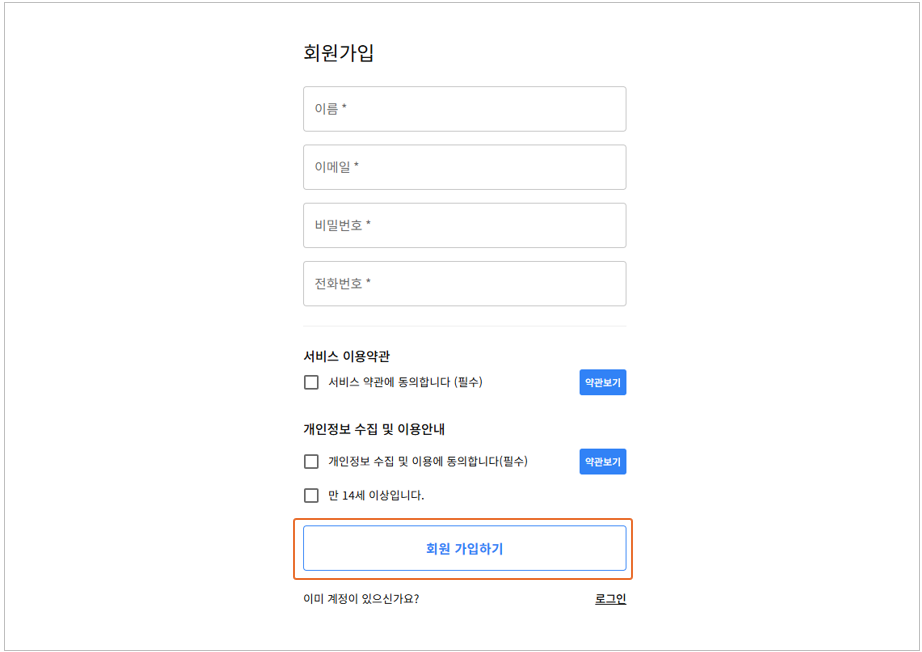 회원가입
이름 *
이메일 *
비밀번호 *
전화번호 *
서비스 이용약관
서비스 약관에 동의합니다 (필수) 약관보기
개인정보 수집 및 이용안내
개인정보 수집 및 이용에 동의합니다(필수) 약관보기
만 14세 이상입니다.
회원 가입하기
이미 계정이 있으신가요? 로그인